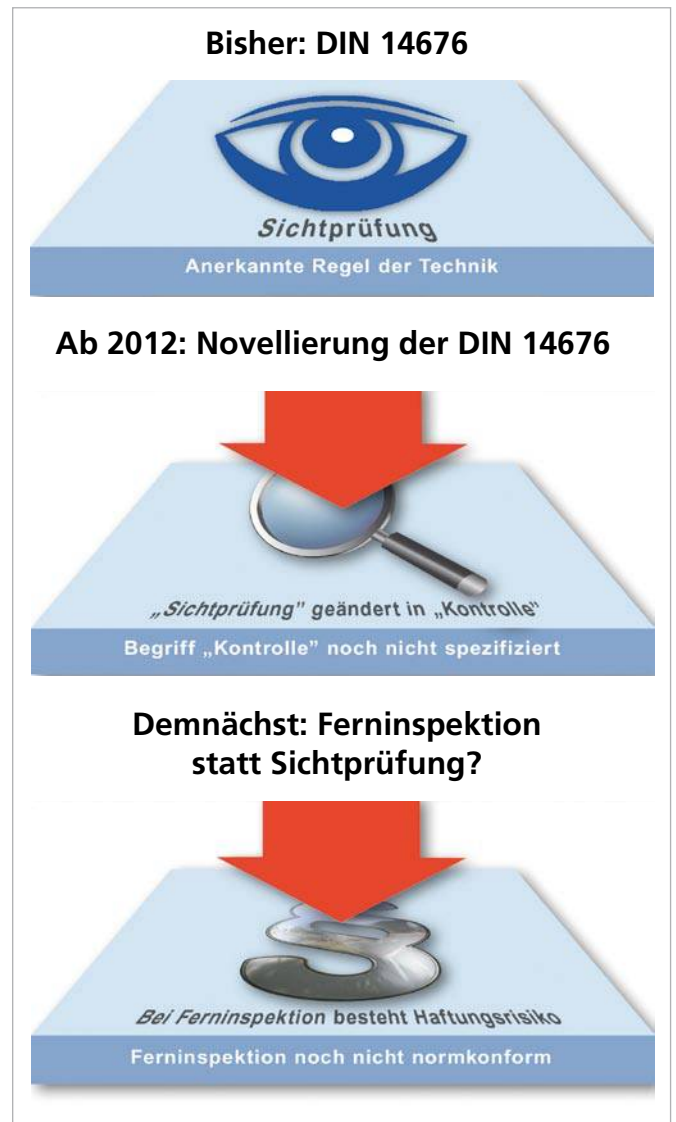 Bisher: DIN 14676
Sichtprüfung
Anerkannte Regel der Technik
Ab 2012: Novellierung der DIN 14676
„Sichtprüfung" geändert in „Kontrolle"
Begriff „Kontrolle" noch nicht spezifiziert
Demnächst: Ferninspektion
statt Sichtprüfung?
§
Bei Ferninspektion besteht Haftungsrisiko
Ferninspektion noch nicht normkonform